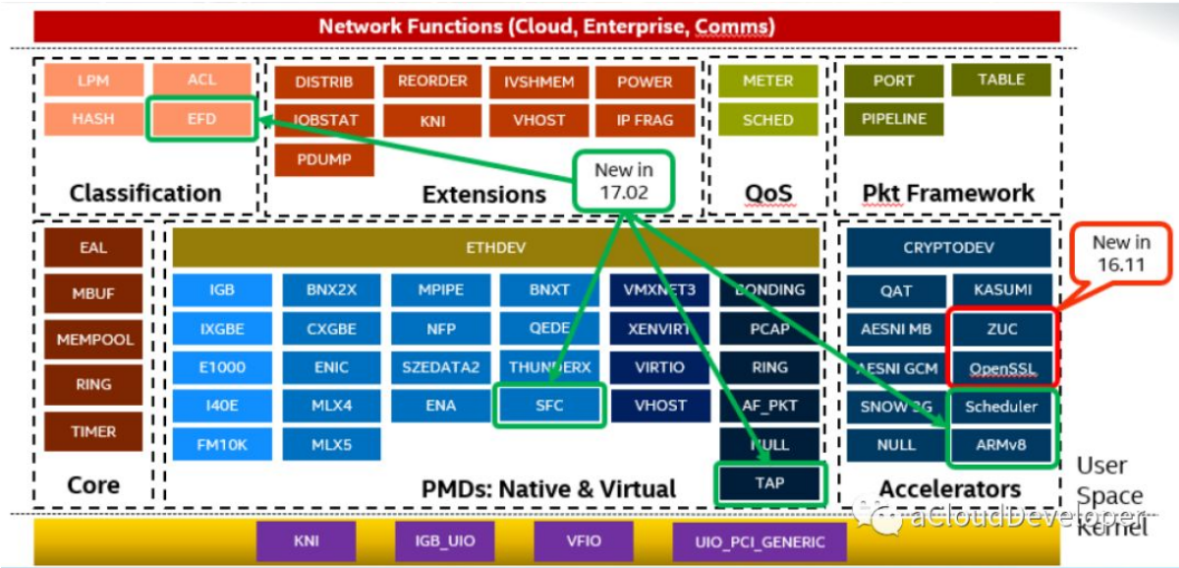 Network Functions (Cloud, Enterprise, Comms)
LPM ACL
HASH EFD
Classification
DISTRIB REORDER IVSHMEM POWER
JOBSTAT KNI VHOST IP FRAG
PDUMP
Extensions
METER
SCHED
QoS
PORT TABLE
PIPELINE
Pkt Framework
New in
17.02
EAL
MBUF
MEMPOOL
RING
TIMER
Core
ETHDEV
IGB BNX2X MPIPE BNXT VMXNET3 BONDING
IXGBE CXGBE NFP QEDE XENVIRT PCAP
E1000 ENIC SZEDATA2 THUNDERX VIRTIO RING
I40E MLX4 ENA SFC VHOST AF_PKT
FM10K MLX5 NULL
TAP
PMDs: Native & Virtual
CRYPTODEV
QAT KASUMI
AESNI MB ZUC
AESNI GCM OpenSSL
SNOW 3G Scheduler
NULL ARMv8
Accelerators
New in
16.11
User
Space
Kernel
aCloudDeveloper
KNI IGB_UIO VFIO UIO_PCI_GENERIC